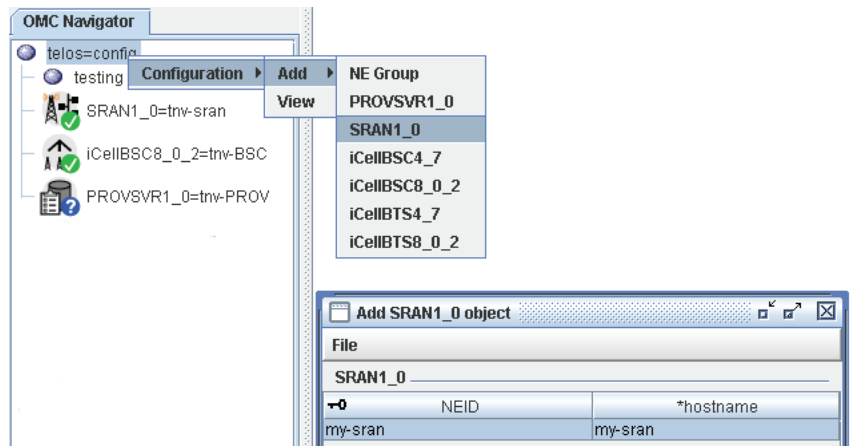 OMC Navigator
telos=config
testing
SRAN1_0=tnv-sran
iCellBSC8_0_2=tnv-BSC
PROVSVR1_0=tnv-PROV
Configuration
Add
View
NE Group
PROVSVR1_0
SRAN1_0
iCellBSC4_7
iCellBSC8_0_2
iCellBTS4_7
iCellBTS8_0_2
Add SRAN1_0 object
File
SRAN1_0
NEID *hostname
my-sran my-sran